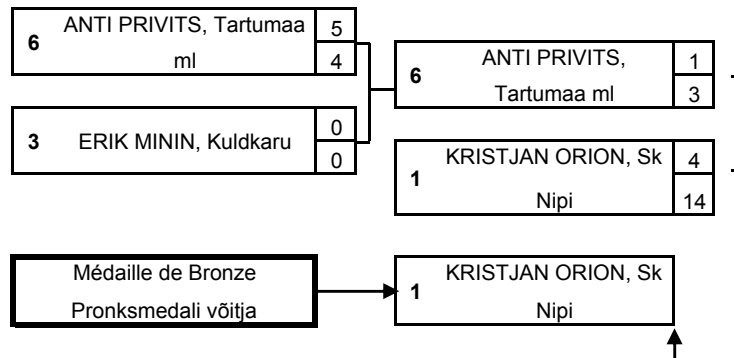 6 ANTI PRIVITS, Tartumaa ml 5 4
3 ERIK MININ, Kuldkaru 0 0
6 ANTI PRIVITS, Tartumaa ml 1 3
1 KRISTJAN ORION, Sk Nipi 4 14
Médaille de Bronze
Pronksmedali võitja
1 KRISTJAN ORION, Sk Nipi